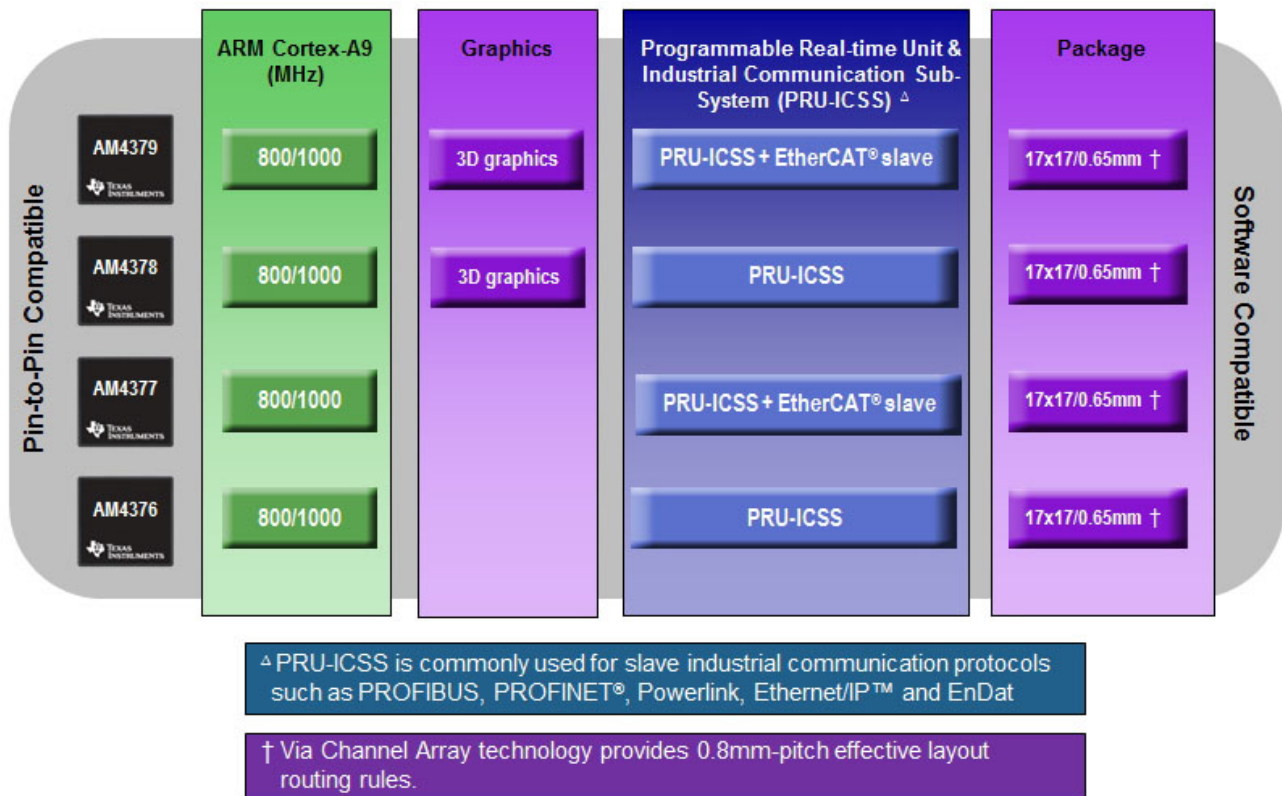 ARM Cortex-A9
(MHz)
Graphics
Programmable Real-time Unit &
Industrial Communication Sub-
System (PRU-ICSS) Δ
Package
Pin-to-Pin Compatible
AM4379
TEXAS
INSTRUMENTS
800/1000
3D graphics
PRU-ICSS + EtherCAT® slave
17x17/0.65mm †
AM4378
TEXAS
INSTRUMENTS
800/1000
3D graphics
PRU-ICSS
17x17/0.65mm †
AM4377
TEXAS
INSTRUMENTS
800/1000
PRU-ICSS + EtherCAT® slave
17x17/0.65mm †
AM4376
TEXAS
INSTRUMENTS
800/1000
PRU-ICSS
17x17/0.65mm †
Software Compatible
Δ PRU-ICSS is commonly used for slave industrial communication protocols
such as PROFIBUS, PROFINET®, Powerlink, Ethernet/IP™ and EnDat
† Via Channel Array technology provides 0.8mm-pitch effective layout
routing rules.